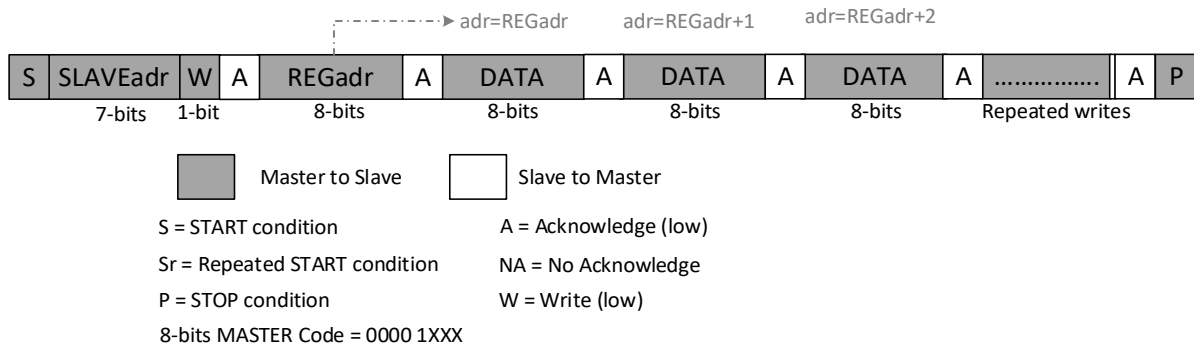 adr=REGadr adr=REGadr+1 adr=REGadr+2
S SLAVEadr W A REGadr A DATA A DATA A DATA A ................ A P
7-bits 1-bit 8-bits 8-bits 8-bits 8-bits Repeated writes
Master to Slave Slave to Master
S = START condition A = Acknowledge (low)
Sr = Repeated START condition NA = No Acknowledge
P = STOP condition W = Write (low)
8-bits MASTER Code = 0000 1XXX